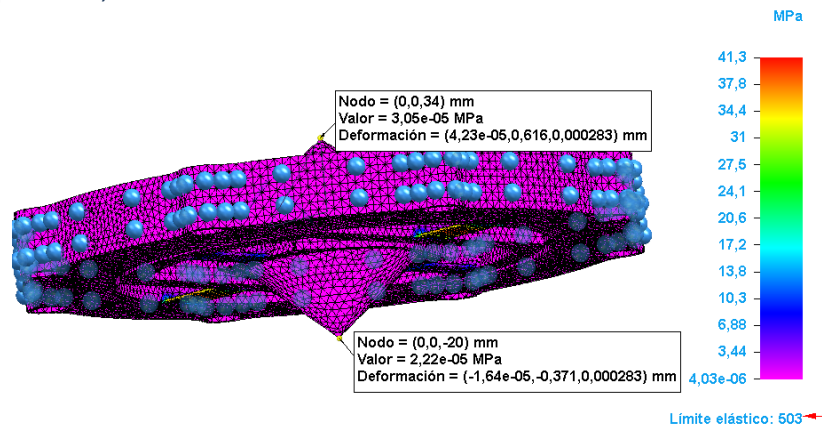 MPa
41,3
37,8
34,4
31
27,5
24,1
20,6
17,2
13,8
10,3
6,88
3,44
4,03e-06
Nodo = (0,0,34) mm
Valor = 3,05e-05 MPa
Deformación = (4,23e-05,0,616,0,000283) mm
Nodo = (0,0,-20) mm
Valor = 2,22e-05 MPa
Deformación = (-1,64e-05,-0,371,0,000283) mm
Límite elástico: 503